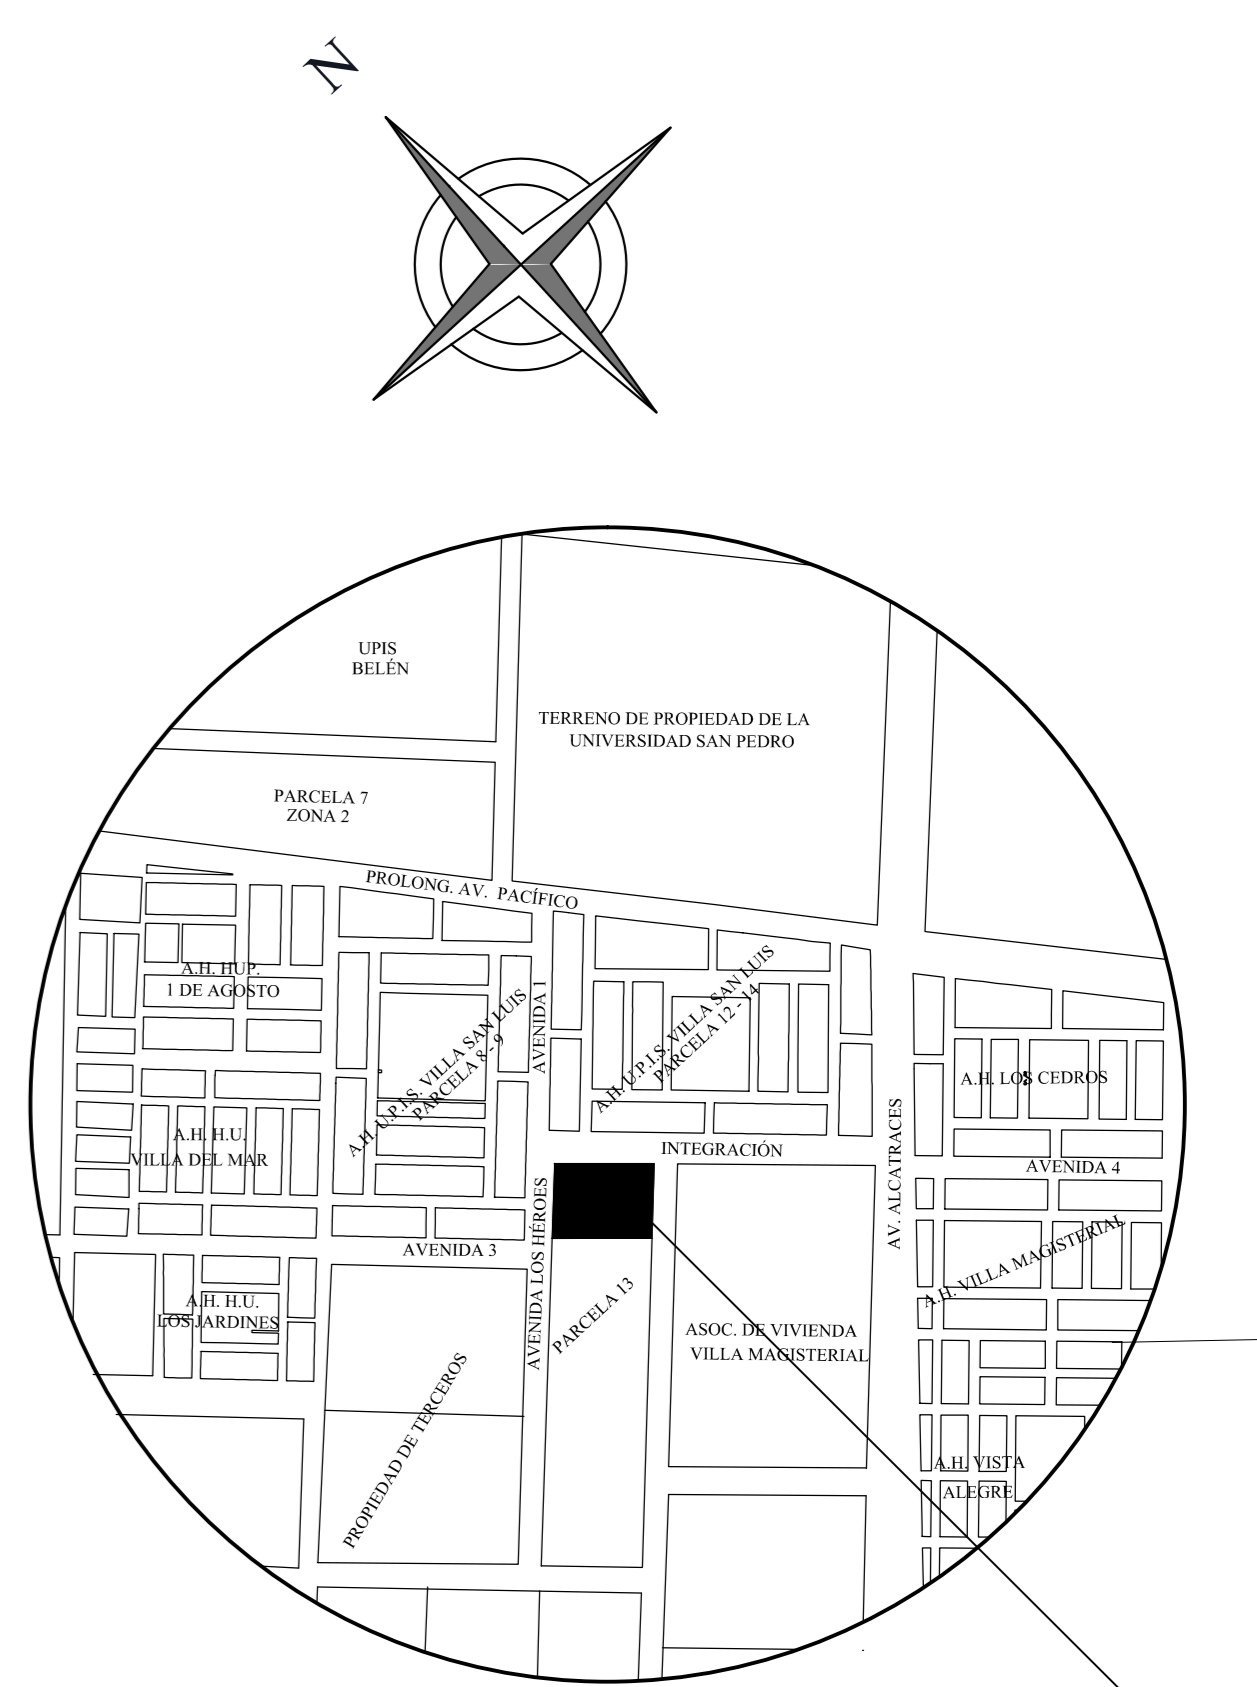 N
UPIS
BELÉN
TERRENO DE PROPIEDAD DE LA
UNIVERSIDAD SAN PEDRO
PARCELA 7
ZONA 2
PROLONG. AV. PACÍFICO
A.H. HUP.
1 DE AGOSTO
A.H. U.P.I.S. VILLA SAN LUIS
PARCELA 8 - 9
AVENIDA 1
A.H. U.P.I.S. VILLA SAN LUIS
PARCELA 12 - 14
A.H. LOS CEDROS
A.H. H.U.
VILLA DEL MAR
INTEGRACIÓN
AV. ALCATRACES
AVENIDA 4
AVENIDA 3
AVENIDA LOS HÉROES
PARCELA 13
A.H. VILLA MAGISTERIAL
A.H. H.U.
LOS JARDINES
ASOC. DE VIVIENDA
VILLA MAGISTERIAL
PROPIEDAD DE TERCEROS
A.H. VISTA
ALEGRE